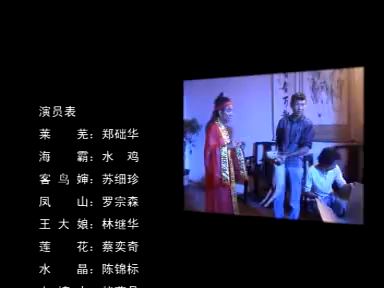 演员表
莱 芜：郑础华
海 霸：水 鸡
客 鸟 婶：苏细珍
凤 山：罗宗森
王 大 娘：林继华
莲 花：蔡奕奇
水 晶：陈锦标